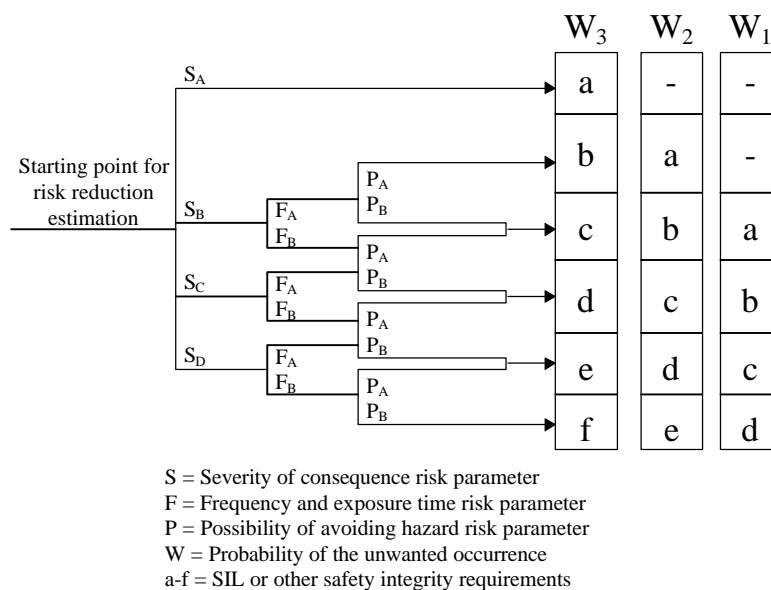 W3 W2 W1
SA
a - -
Starting point for
risk reduction
estimation
b a -
PA
SB
FA
PB
FB
c b a
PA
SC
FA
PB
FB
d c b
PA
SD
FA
PB
FB
e d c
PA
PB
f e d
S = Severity of consequence risk parameter
F = Frequency and exposure time risk parameter
P = Possibility of avoiding hazard risk parameter
W = Probability of the unwanted occurrence
a-f = SIL or other safety integrity requirements